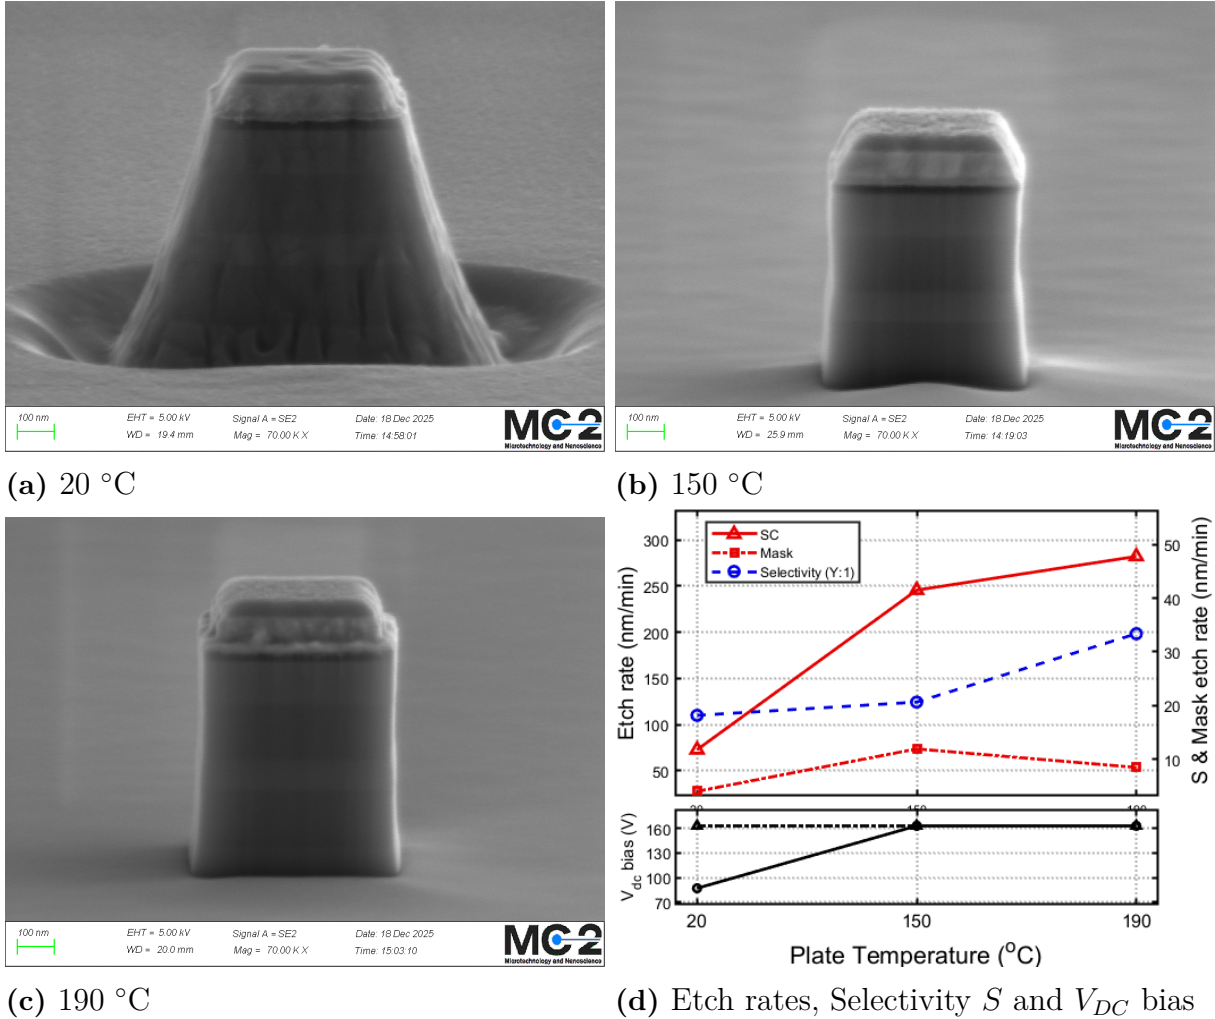 100 nm
EHT = 5.00 kV
Signal A = SE2
Date: 18 Dec 2025
WD = 19.4 mm
Mag = 70.00 K X
Time: 14:58:01
MC2
Microtechnology and Nanoscience
100 nm
EHT = 5.00 kV
Signal A = SE2
Date: 18 Dec 2025
WD = 25.9 mm
Mag = 70.00 K X
Time: 14:19:03
MC2
Microtechnology and Nanoscience
(a) 20 °C
(b) 150 °C
100 nm
EHT = 5.00 kV
Signal A = SE2
Date: 18 Dec 2025
WD = 20.0 mm
Mag = 70.00 K X
Time: 15:03:10
MC2
Microtechnology and Nanoscience
SC
Mask
Selectivity (Y:1)
Etch rate (nm/min)
300
250
200
150
100
50
S & Mask etch rate (nm/min)
50
40
30
20
10
V_dc bias (V)
160
130
100
70
20
150
190
Plate Temperature (°C)
(c) 190 °C
(d) Etch rates, Selectivity S and V_DC bias